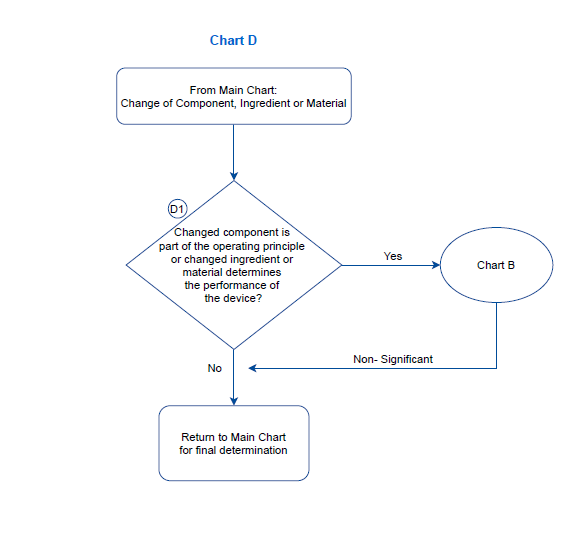 Chart D
From Main Chart:
Change of Component, Ingredient or Material
D1
Changed component is
part of the operating principle
or changed ingredient or
material determines
the performance of
the device?
Yes
Chart B
No
Non- Significant
Return to Main Chart
for final determination